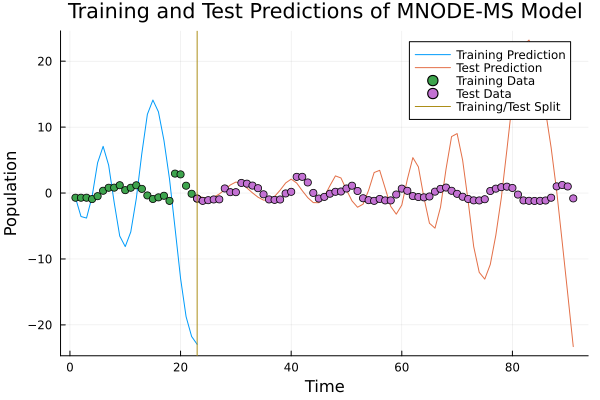 Training and Test Predictions of MNODE-MS Model
Training Prediction
Test Prediction
Training Data
Test Data
Training/Test Split
20
10
0
−10
−20
Population
0
20
40
60
80
Time